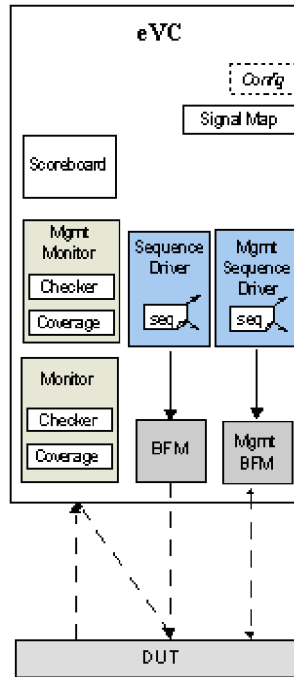 eVC
Config
Signal Map
Scoreboard
Mgmt
Monitor
Checker
Coverage
Sequence
Driver
seq
Mgmt
Sequence
Driver
seq
Monitor
Checker
Coverage
BFM
Mgmt
BFM
DUT